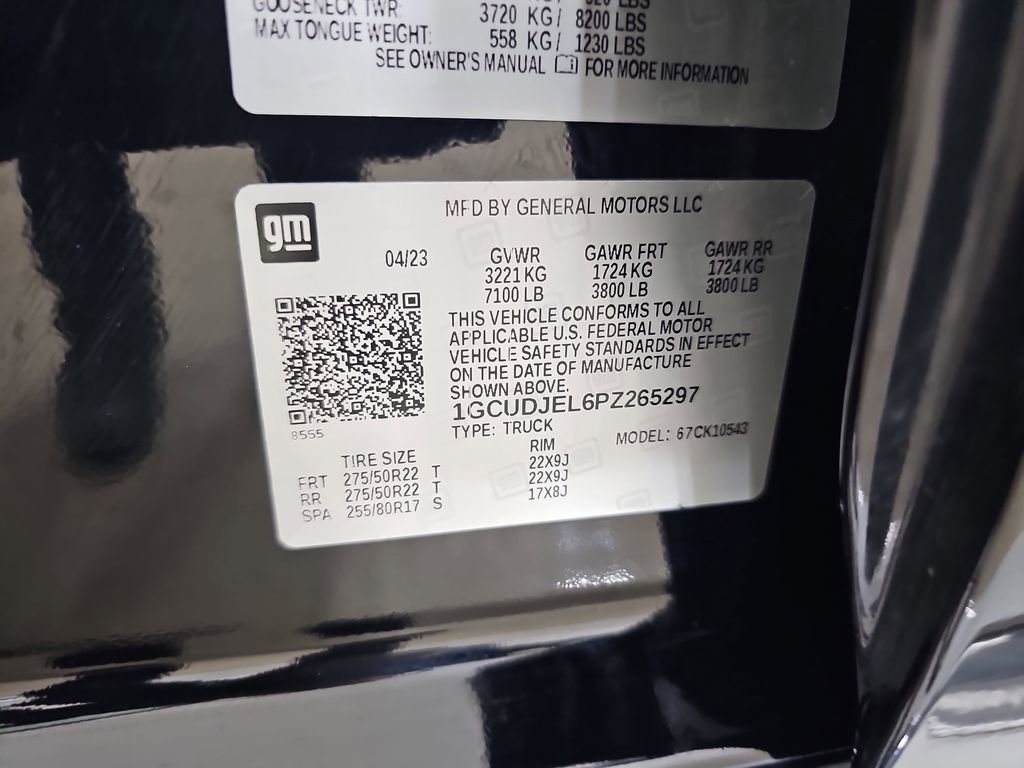 GOOSENECK TWR: 3720 KG/ 8200 LBS
MAX TONGUE WEIGHT: 558 KG/ 1230 LBS
SEE OWNER'S MANUAL FOR MORE INFORMATION
gm
MFD BY GENERAL MOTORS LLC
04/23 GVWR GAWR FRT GAWR RR
3221 KG 1724 KG 1724 KG
7100 LB 3800 LB 3800 LB
THIS VEHICLE CONFORMS TO ALL
APPLICABLE U.S. FEDERAL MOTOR
VEHICLE SAFETY STANDARDS IN EFFECT
ON THE DATE OF MANUFACTURE
SHOWN ABOVE.
1GCUDJEL6PZ265297
8555
TYPE: TRUCK MODEL: 67CK10543
TIRE SIZE RIM
FRT 275/50R22 T 22X9J
RR 275/50R22 T 22X9J
SPA 255/80R17 S 17X8J